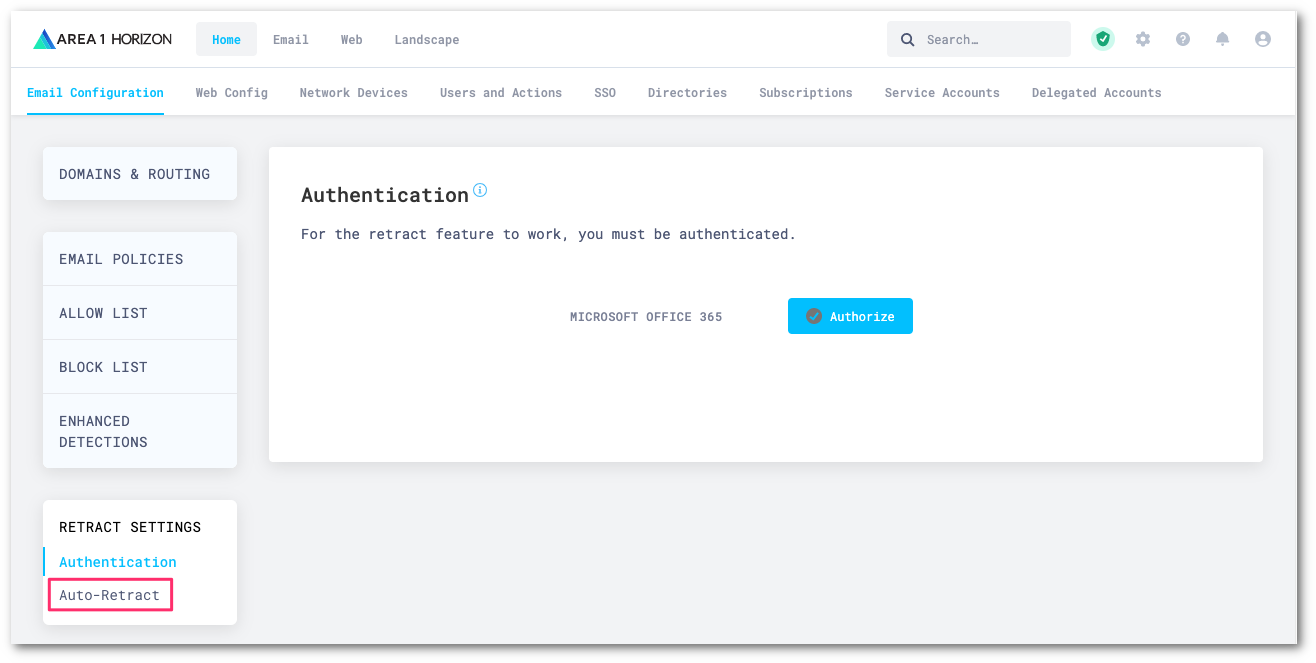 AREA 1 HORIZON Home Email Web Landscape Search…
Email Configuration Web Config Network Devices Users and Actions SSO Directories Subscriptions Service Accounts Delegated Accounts
DOMAINS & ROUTING
EMAIL POLICIES
ALLOW LIST
BLOCK LIST
ENHANCED
DETECTIONS
RETRACT SETTINGS
Authentication
Auto-Retract
Authentication
For the retract feature to work, you must be authenticated.
MICROSOFT OFFICE 365 Authorize